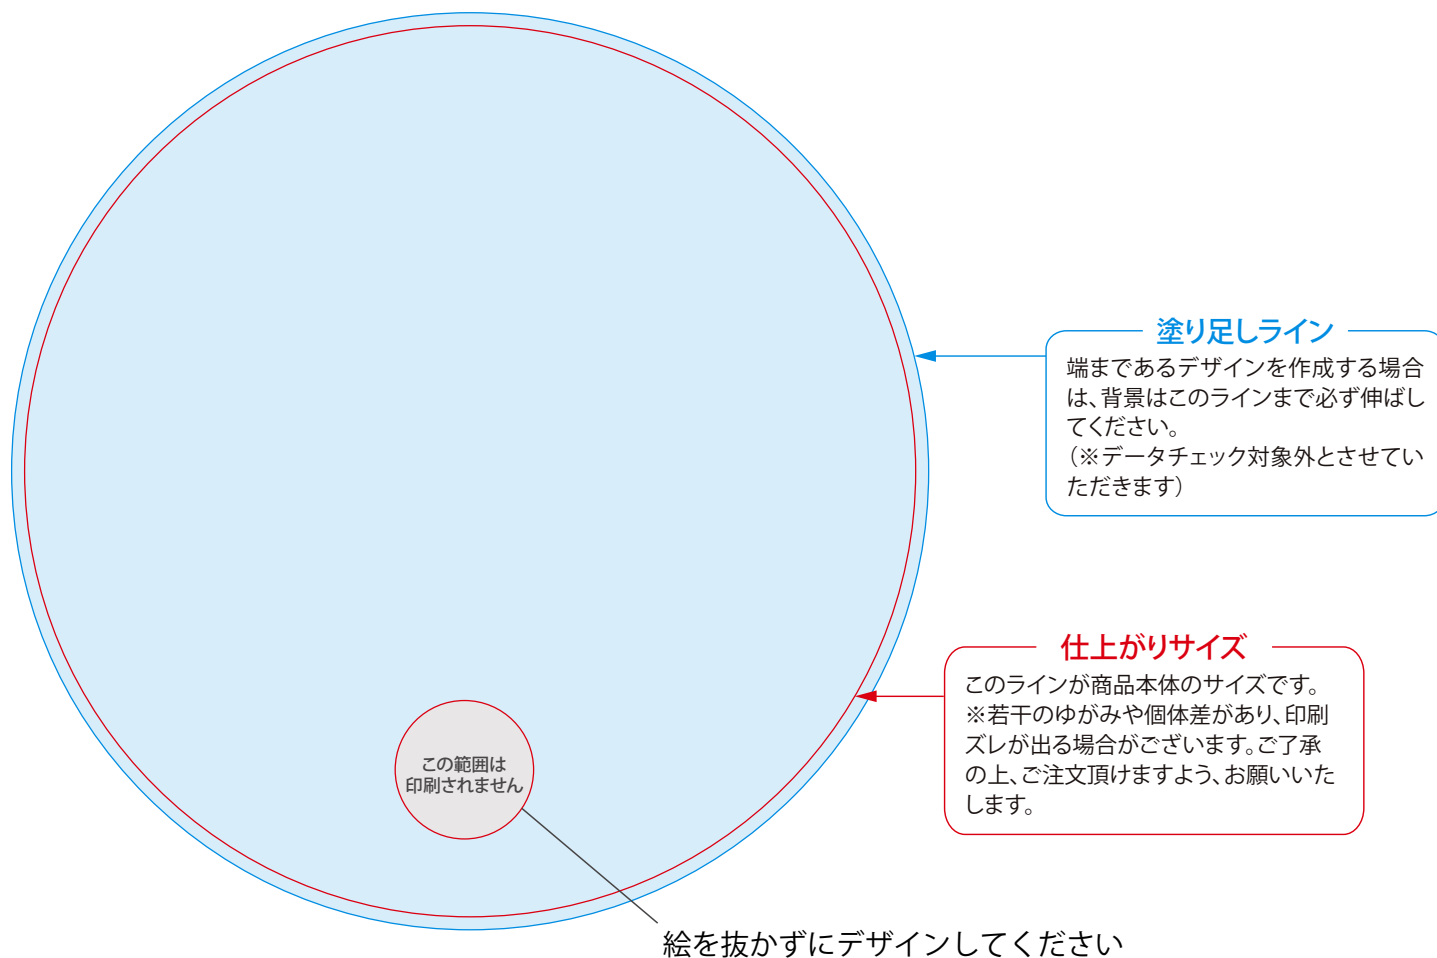 塗り足しライン
端まであるデザインを作成する場合
は、背景はこのラインまで必ず伸ばし
てください。
（※データチェック対象外とさせてい
ただきます）
仕上がりサイズ
このラインが商品本体のサイズです。
※若干のゆがみや個体差があり、印刷
ズレが出る場合がございます。ご了承
の上、ご注文頂けますよう、お願いいた
します。
この範囲は
印刷されません
絵を抜かずにデザインしてください